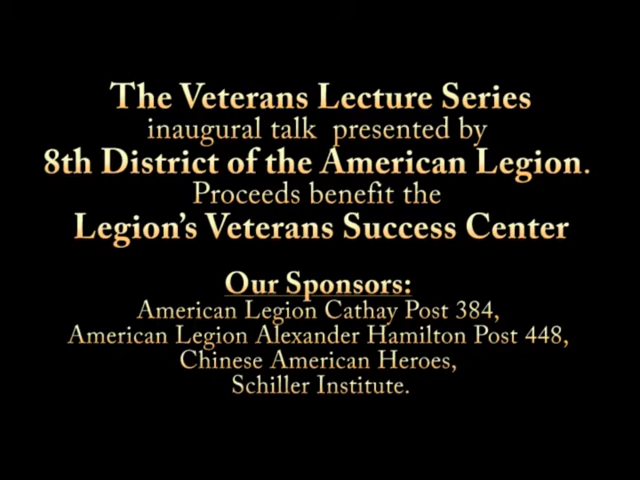 The Veterans Lecture Series
inaugural talk presented by
8th District of the American Legion.
Proceeds benefit the
Legion’s Veterans Success Center
Our Sponsors:
American Legion Cathay Post 384,
American Legion Alexander Hamilton Post 448,
Chinese American Heroes,
Schiller Institute.